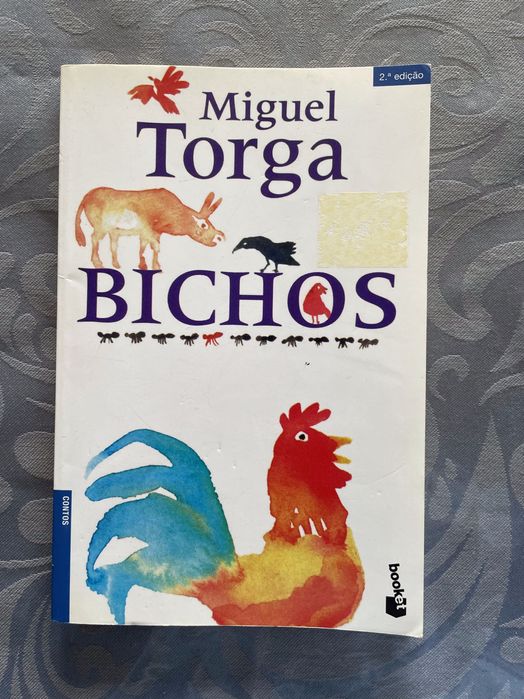 2.ª edição
Miguel
Torga
BICHOS
CONTOS
booket